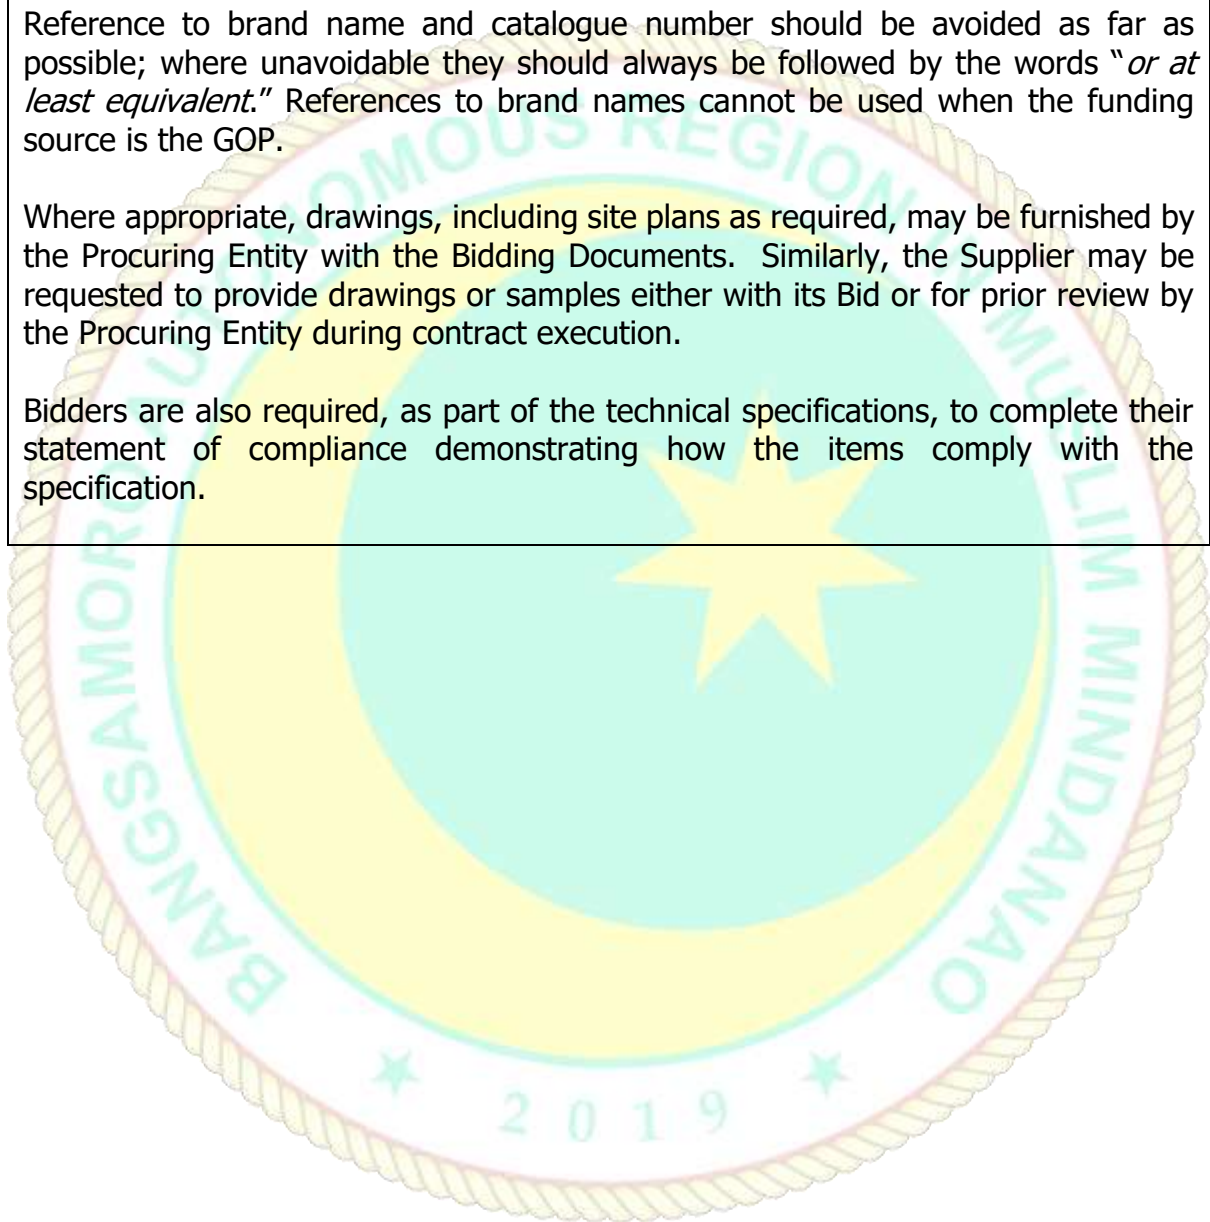 Reference to brand name and catalogue number should be avoided as far as
possible; where unavoidable they should always be followed by the words “or at
least equivalent.” References to brand names cannot be used when the funding
source is the GOP.
Where appropriate, drawings, including site plans as required, may be furnished by
the Procuring Entity with the Bidding Documents. Similarly, the Supplier may be
requested to provide drawings or samples either with its Bid or for prior review by
the Procuring Entity during contract execution.
Bidders are also required, as part of the technical specifications, to complete their
statement of compliance demonstrating how the items comply with the
specification.
BANGSAMORO AUTONOMOUS REGION IN MUSLIM MINDANAO
2019